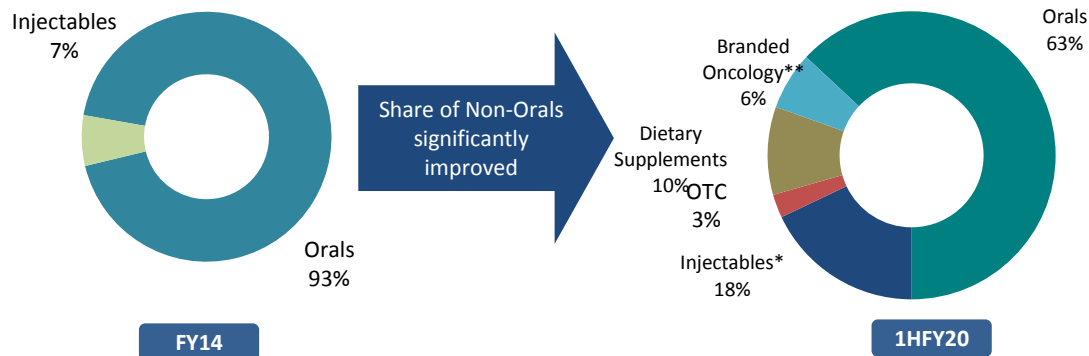 Injectables
7%
Orals
93%
FY14
Share of Non-Orals
significantly
improved
Orals
63%
Branded
Oncology**
6%
Dietary
Supplements
10%
OTC
3%
Injectables*
18%
1HFY20